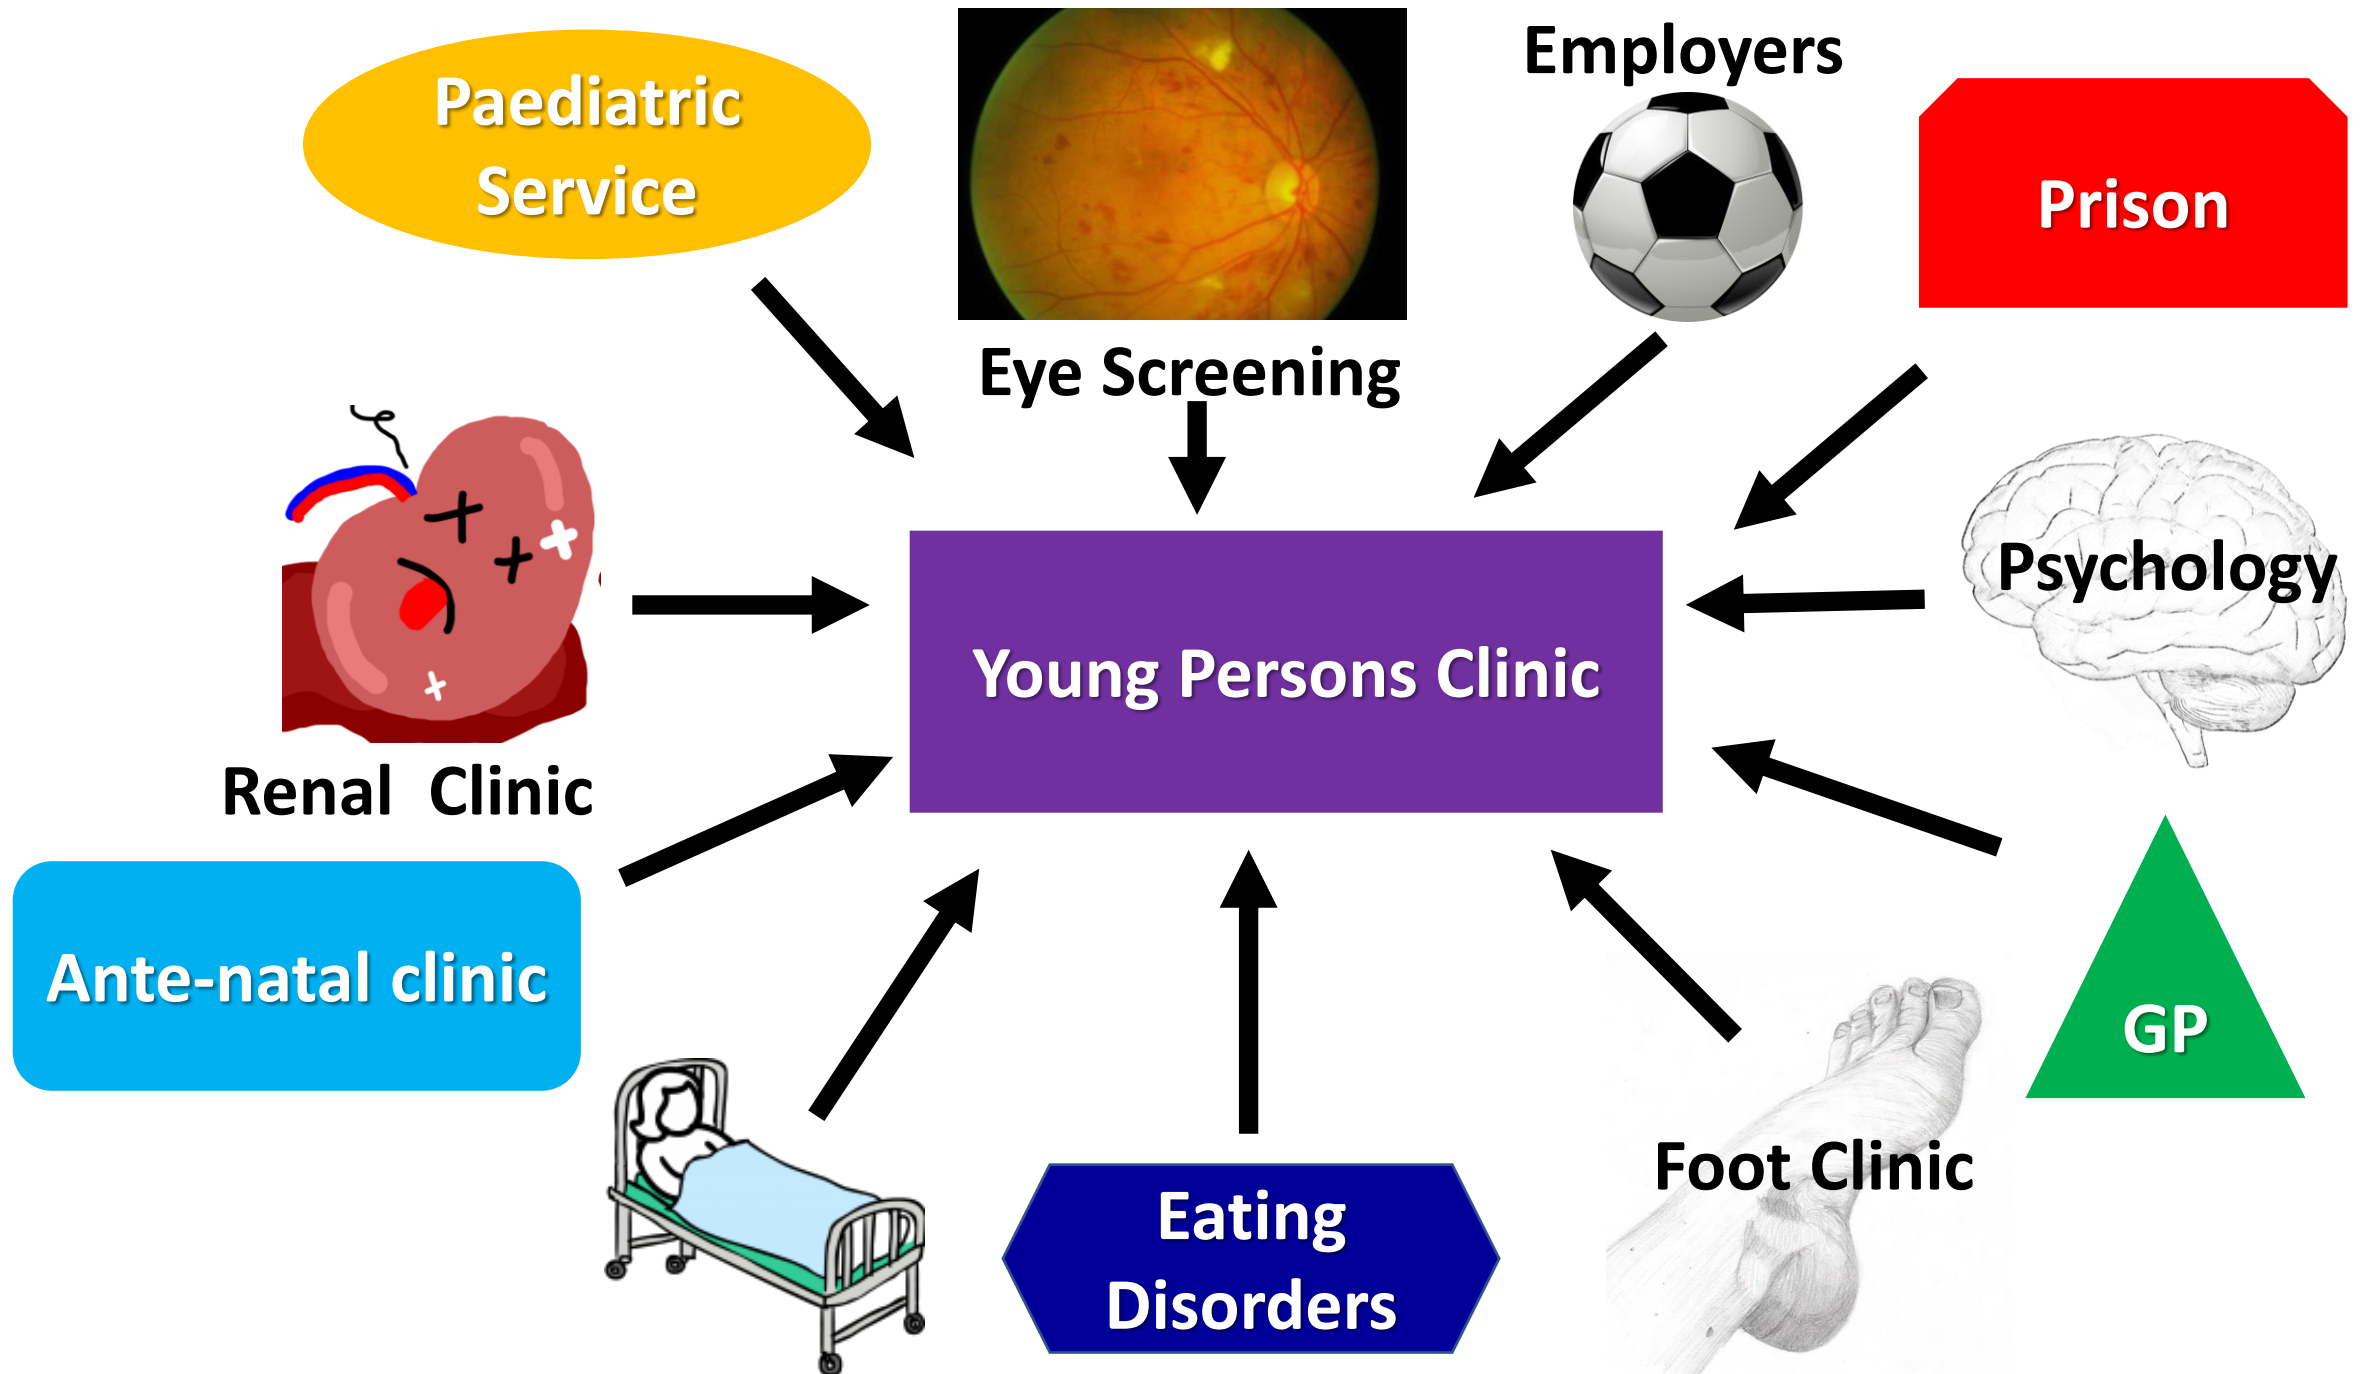 Paediatric
Service
Employers
Prison
Eye Screening
Psychology
Young Persons Clinic
Renal  Clinic
Ante-natal clinic
GP
Foot Clinic
Eating
Disorders